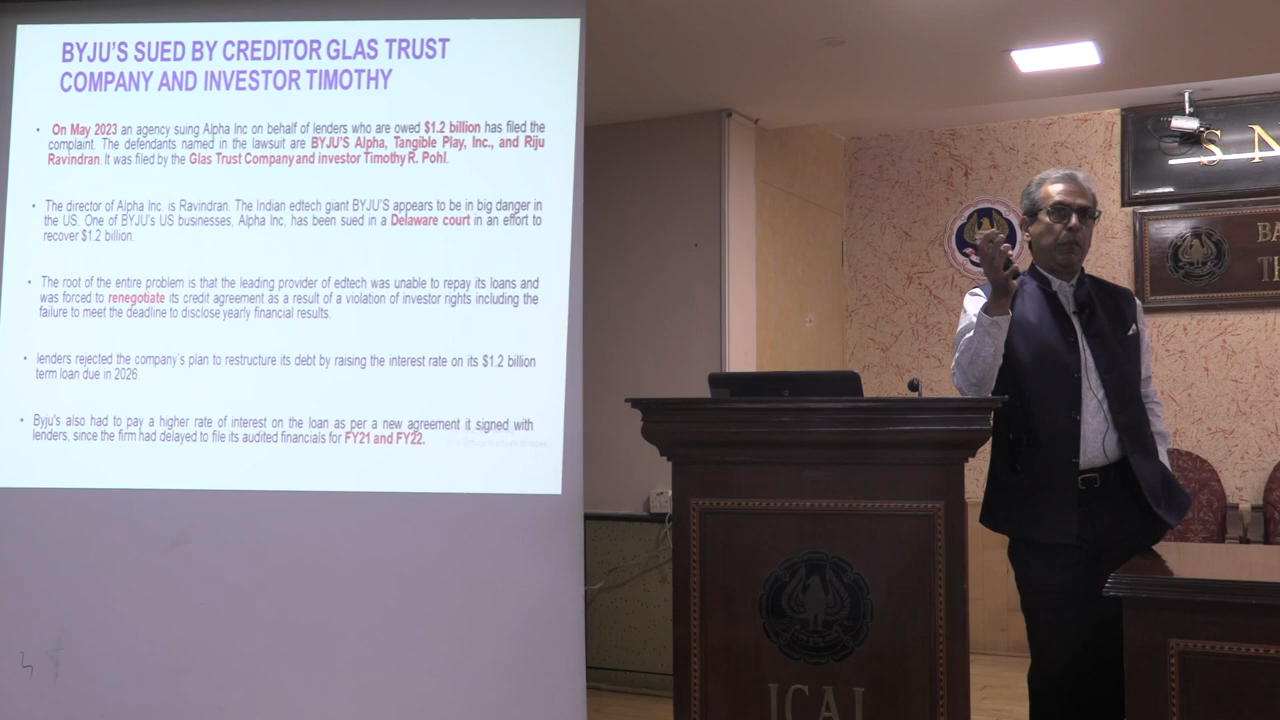 BYJU'S SUED BY CREDITOR GLAS TRUST
COMPANY AND INVESTOR TIMOTHY
• On May 2023 an agency suing Alpha Inc on behalf of lenders who are owed $1.2 billion has filed the
complaint. The defendants named in the lawsuit are BYJU'S Alpha, Tangible Play, Inc., and Riju
Ravindran. It was filed by the Glas Trust Company and investor Timothy R. Pohl.
• The director of Alpha Inc. is Ravindran. The Indian edtech giant BYJU'S appears to be in big danger in
the US. One of BYJU's US businesses, Alpha Inc, has been sued in a Delaware court in an effort to
recover $1.2 billion.
• The root of the entire problem is that the leading provider of edtech was unable to repay its loans and
was forced to renegotiate its credit agreement as a result of a violation of investor rights including the
failure to meet the deadline to disclose yearly financial results.
• lenders rejected the company's plan to restructure its debt by raising the interest rate on its $1.2 billion
term loan due in 2026.
• Byju's also had to pay a higher rate of interest on the loan as per a new agreement it signed with
lenders, since the firm had delayed to file its audited financials for FY21 and FY22.
S N
BA
TH
ICAI